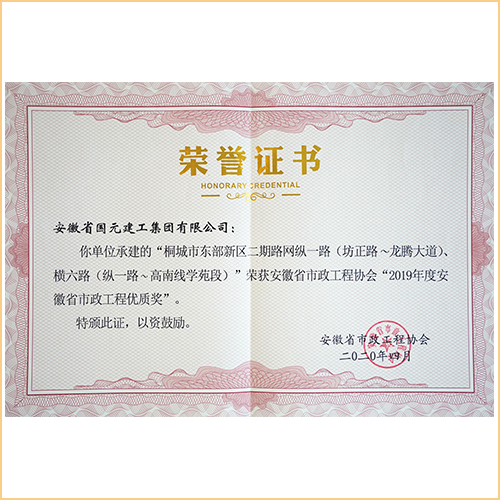 荣誉证书
HONORARY CREDENTIAL
安徽省国元建工集团有限公司：
你单位承建的“桐城市东部新区二期路网纵一路（坊正路～龙腾大道）、
横六路（纵一路～高南线学苑段）”荣获安徽省市政工程协会“2019年度安
徽省市政工程优质奖”。
特颁此证，以资鼓励。
安徽省市政工程协会
二〇二〇年四月